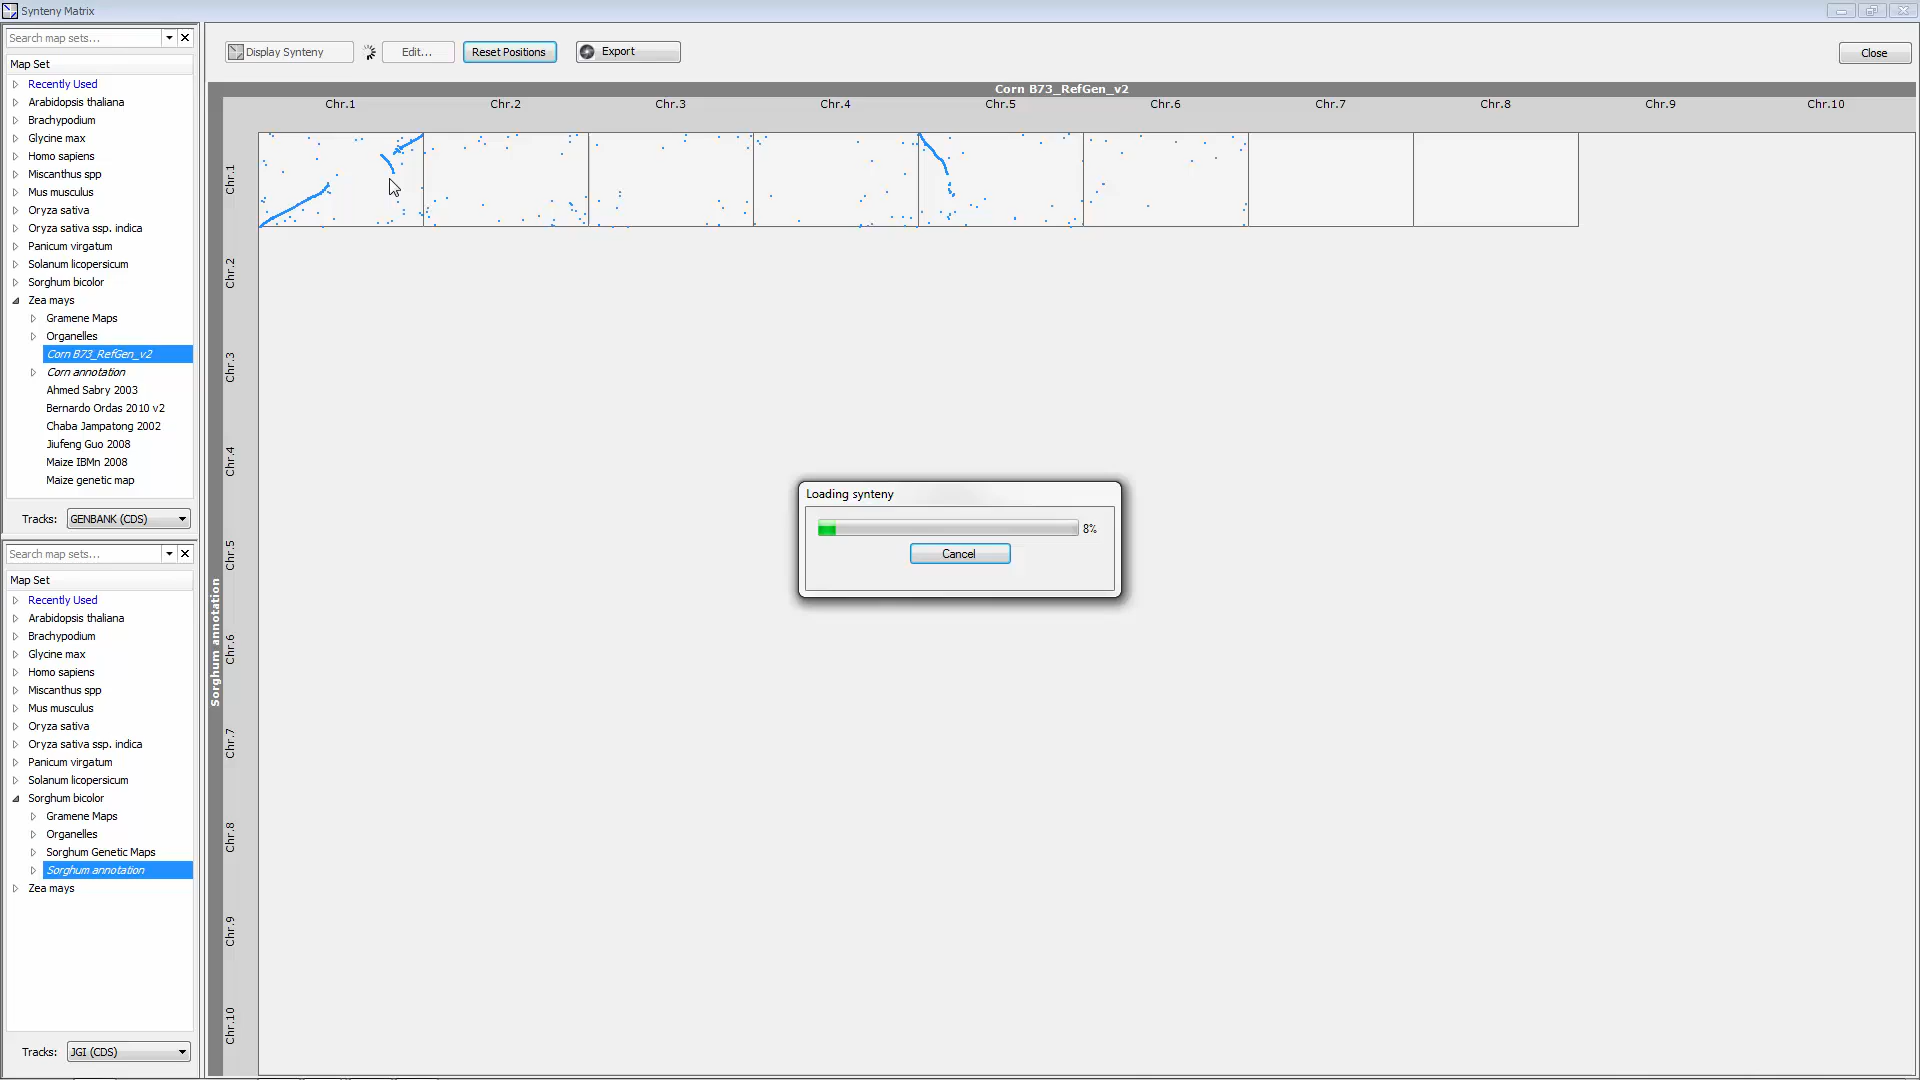 Synteny Matrix
Search map sets...
Map Set
Recently Used
Arabidopsis thaliana
Brachypodium
Glycine max
Homo sapiens
Miscanthus spp
Mus musculus
Oryza sativa
Oryza sativa ssp. indica
Panicum virgatum
Solanum licopersicum
Sorghum bicolor
Zea mays
Gramene Maps
Organelles
Corn B73_RefGen_v2
Corn annotation
Ahmed Sabry 2003
Bernardo Ordas 2010 v2
Chaba Jampatong 2002
Jiufeng Guo 2008
Maize IBMn 2008
Maize genetic map
Tracks: GENBANK (CDS)
Search map sets...
Map Set
Recently Used
Arabidopsis thaliana
Brachypodium
Glycine max
Homo sapiens
Miscanthus spp
Mus musculus
Oryza sativa
Oryza sativa ssp. indica
Panicum virgatum
Solanum licopersicum
Sorghum bicolor
Gramene Maps
Organelles
Sorghum Genetic Maps
Sorghum annotation
Zea mays
Tracks: JGI (CDS)
Display Synteny Edit... Reset Positions Export Close
Corn B73_RefGen_v2
Chr.1 Chr.2 Chr.3 Chr.4 Chr.5 Chr.6 Chr.7 Chr.8 Chr.9 Chr.10
Sorghum annotation
Chr.1
Chr.2
Chr.3
Chr.4
Chr.5
Chr.6
Chr.7
Chr.8
Chr.9
Chr.10
Loading synteny
8%
Cancel